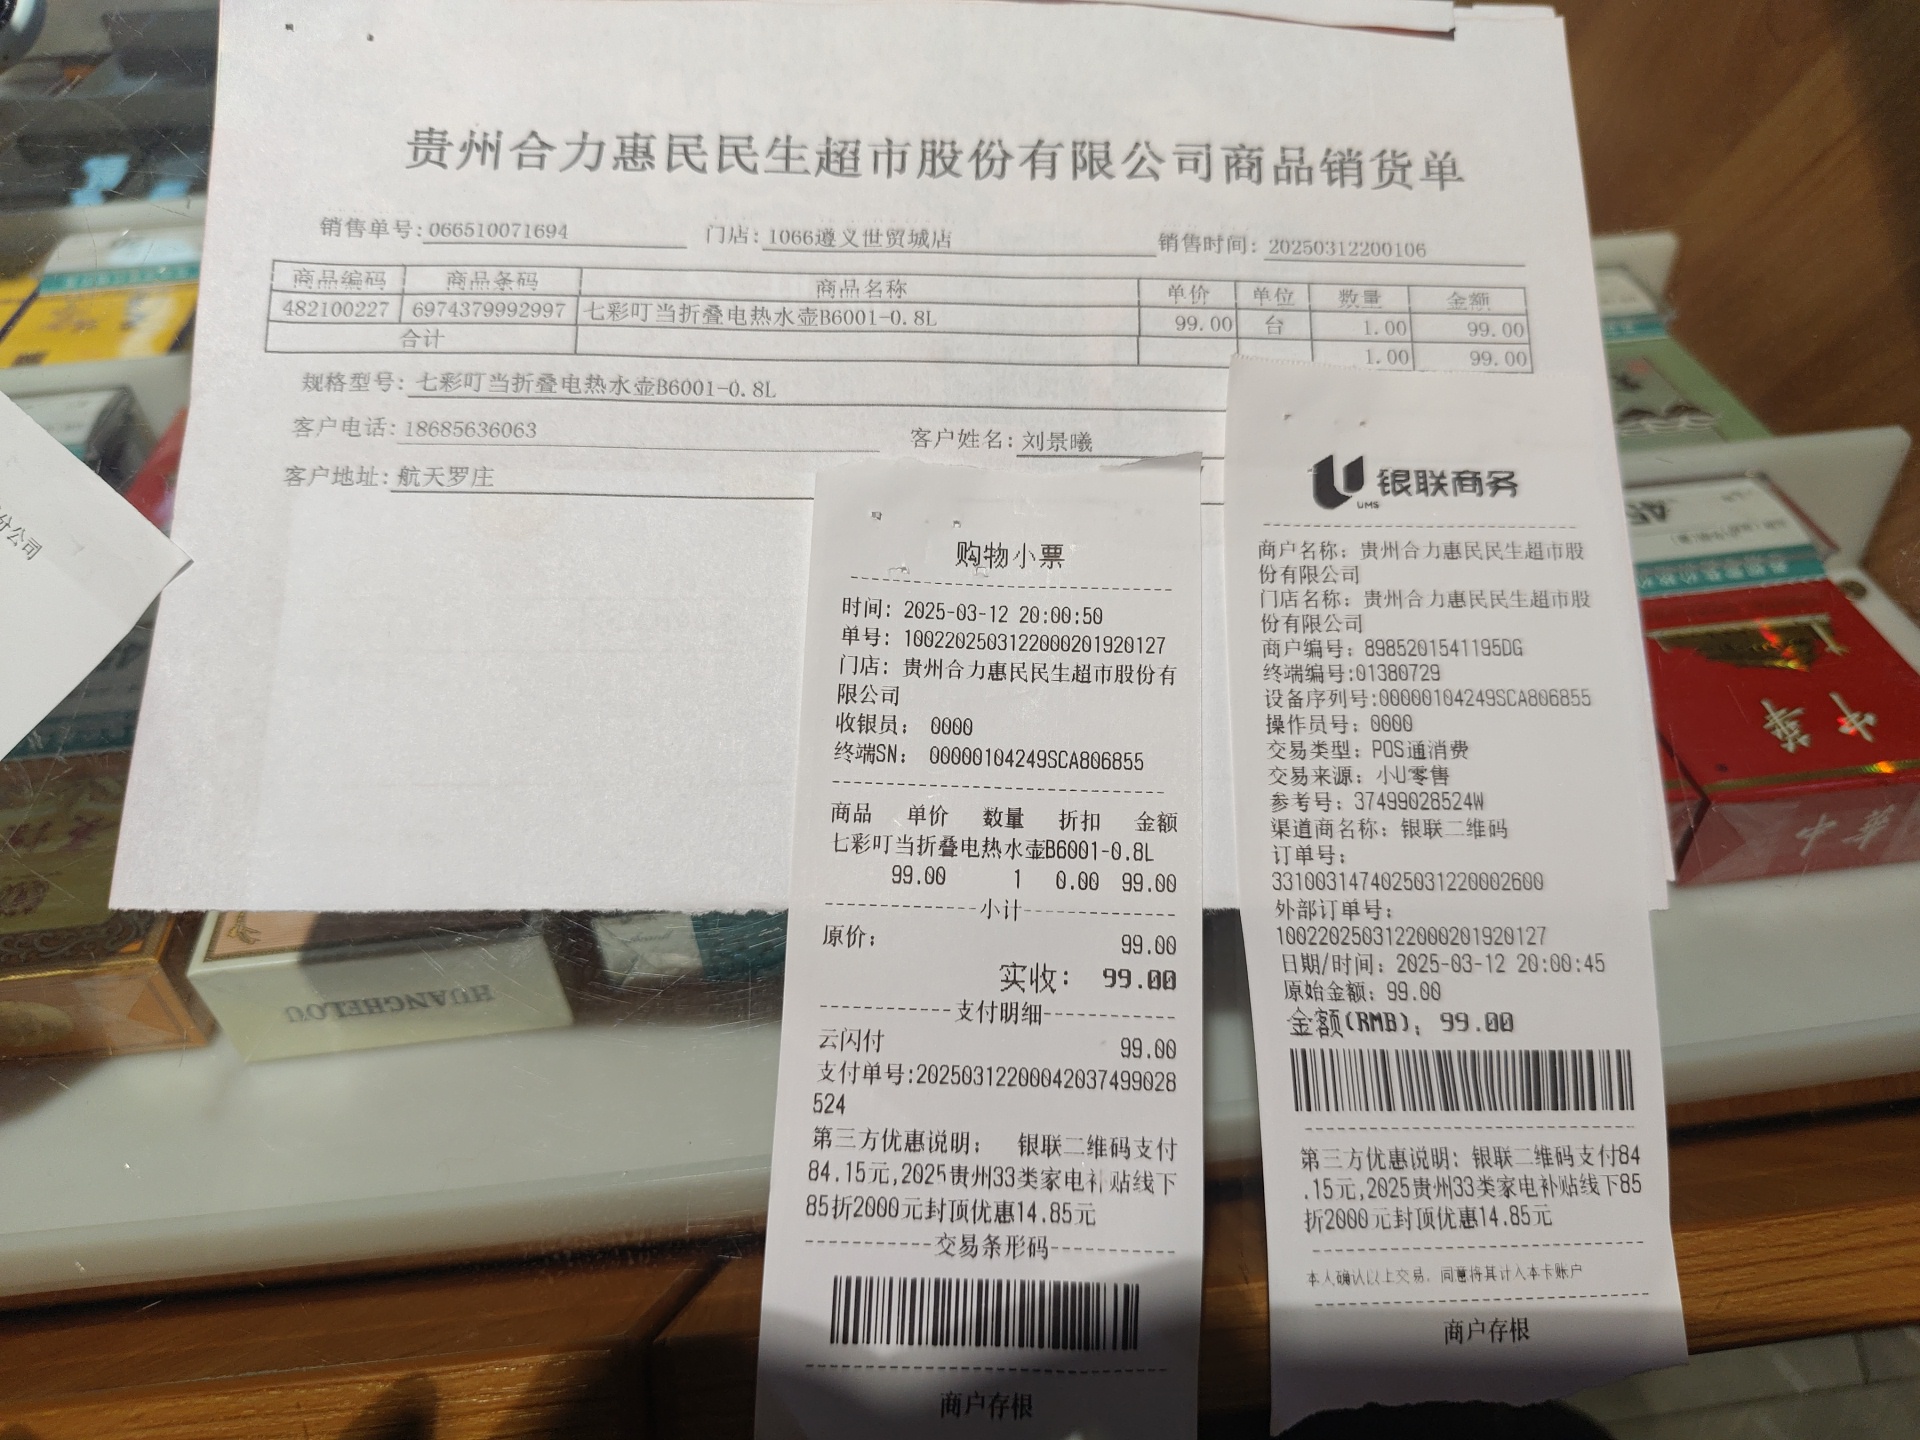 贵州合力惠民民生超市股份有限公司商品销货单
销售单号:066510071694 门店:1066遵义世贸城店 销售时间:20250312200106
商品编码 商品条码 商品名称 单价 单位 数量 金额
482100227 6974379992997 七彩叮当折叠电热水壶B6001-0.8L 99.00 台 1.00 99.00
合计 1.00 99.00
规格型号:七彩叮当折叠电热水壶B6001-0.8L
客户电话:18685636063 客户姓名:刘景曦
客户地址:航天罗庄
分公司
购物小票
时间: 2025-03-12 20:00:50
单号: 10022025031220002019201​27
门店: 贵州合力惠民民生超市股份有
限公司
收银员: 0000
终端SN: 00000104249SCA806855
商品 单价 数量 折扣 金额
七彩叮当折叠电热水壶B6001-0.8L
99.00 1 0.00 99.00
小计
原价: 99.00
实收: 99.00
支付明细
云闪付 99.00
支付单号:20250312200042037499028
524
第三方优惠说明: 银联二维码支付
84.15元,2025贵州33类家电补贴线下
85折2000元封顶优惠14.85元
交易条形码
商户存根
银联商务
UMS
商户名称: 贵州合力惠民民生超市股
份有限公司
门店名称: 贵州合力惠民民生超市股
份有限公司
商户编号: 8985201541195DG
终端编号:01380729
设备序列号:00000104249SCA806855
操作员号: 0000
交易类型: POS通消费
交易来源: 小U零售
参考号: 37499028524W
渠道商名称: 银联二维码
订单号:
33100314740250312200026​00
外部订单号:
10022025031220002019201​27
日期/时间: 2025-03-12 20:00:45
原始金额: 99.00
金额(RMB): 99.00
第三方优惠说明: 银联二维码支付84
.15元,2025贵州33类家电补贴线下85
折2000元封顶优惠14.85元
本人确认以上交易, 同意将其计入本卡账户
商户存根
HUANGHELOU
45
中華
中華